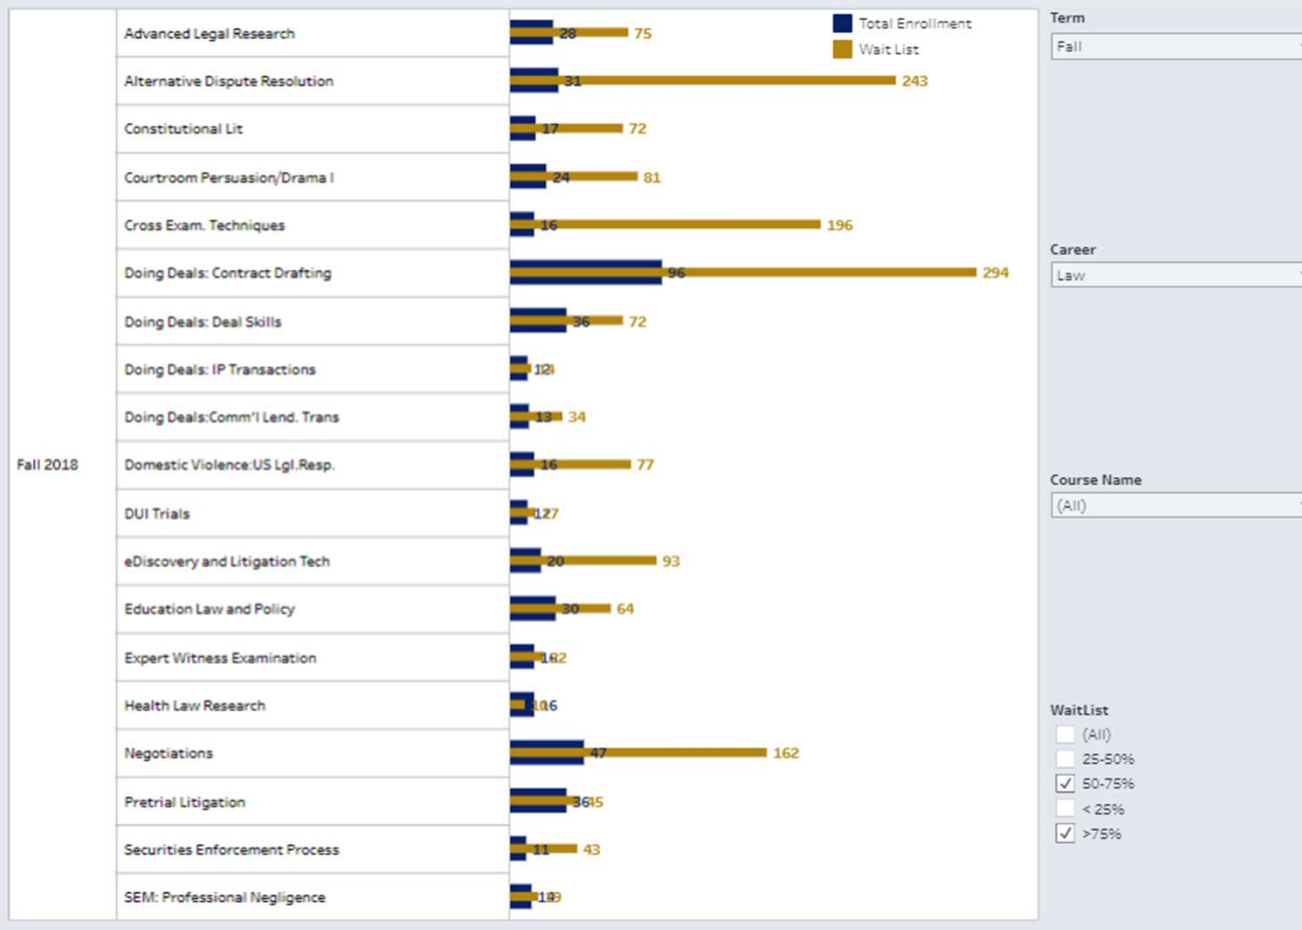 Total Enrollment
Wait List
Advanced Legal Research 28 75
Alternative Dispute Resolution 31 243
Constitutional Lit 17 72
Courtroom Persuasion/Drama I 24 81
Cross Exam. Techniques 16 196
Doing Deals: Contract Drafting 96 294
Doing Deals: Deal Skills 36 72
Doing Deals: IP Transactions 12
Doing Deals:Comm'l Lend. Trans 13 34
Fall 2018
Domestic Violence:US Lgl.Resp. 16 77
DUI Trials 12
eDiscovery and Litigation Tech 20 93
Education Law and Policy 30 64
Expert Witness Examination 16
Health Law Research 16
Negotiations 47 162
Pretrial Litigation 36 45
Securities Enforcement Process 11 43
SEM: Professional Negligence
Term
Fall
Career
Law
Course Name
(All)
WaitList
(All)
25-50%
50-75%
< 25%
>75%